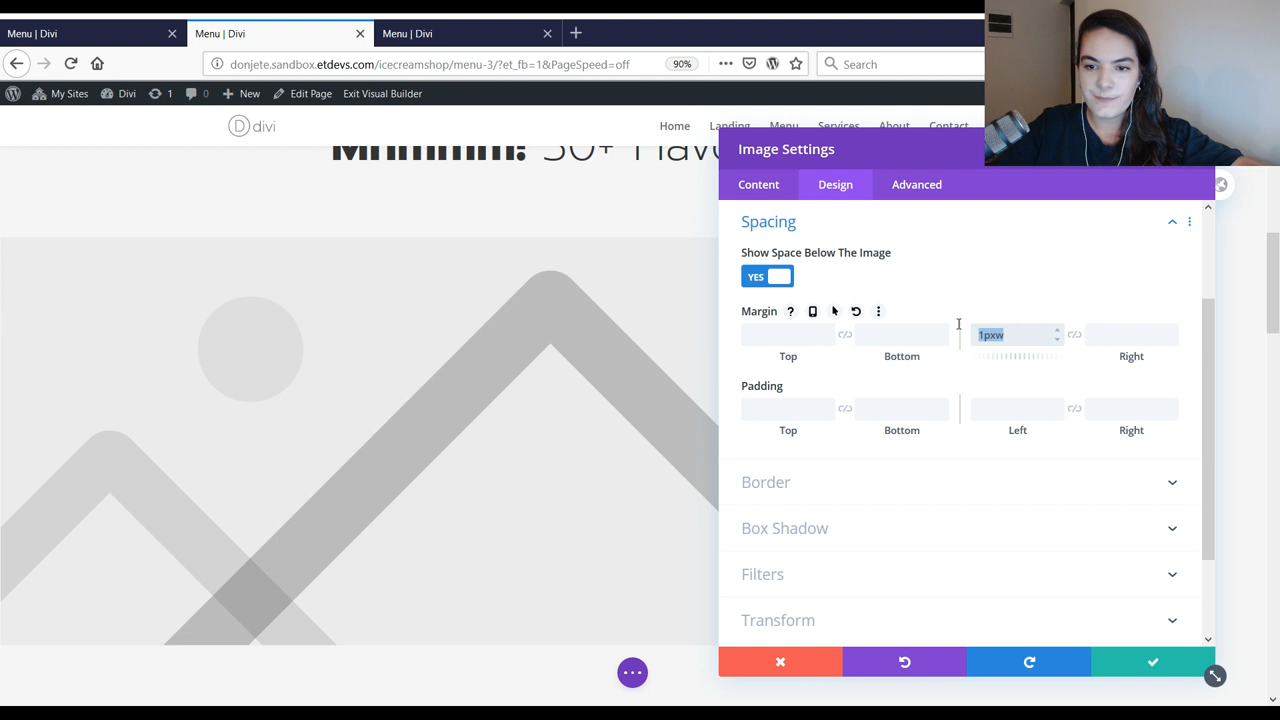 Menu | Divi
Menu | Divi
Menu | Divi
donjete.sandbox.etdevs.com/icecreamshop/menu-3/?et_fb=1&PageSpeed=off
90%
Search
My Sites
Divi
1
0
New
Edit Page
Exit Visual Builder
D divi
Home
Landing
Menu
Services
About
Contact
Mmmmm! 30+ Flavo
Image Settings
Content
Design
Advanced
Spacing
Show Space Below The Image
YES
Margin ?
1pxw
Top
Bottom
Right
Padding
Top
Bottom
Left
Right
Border
Box Shadow
Filters
Transform